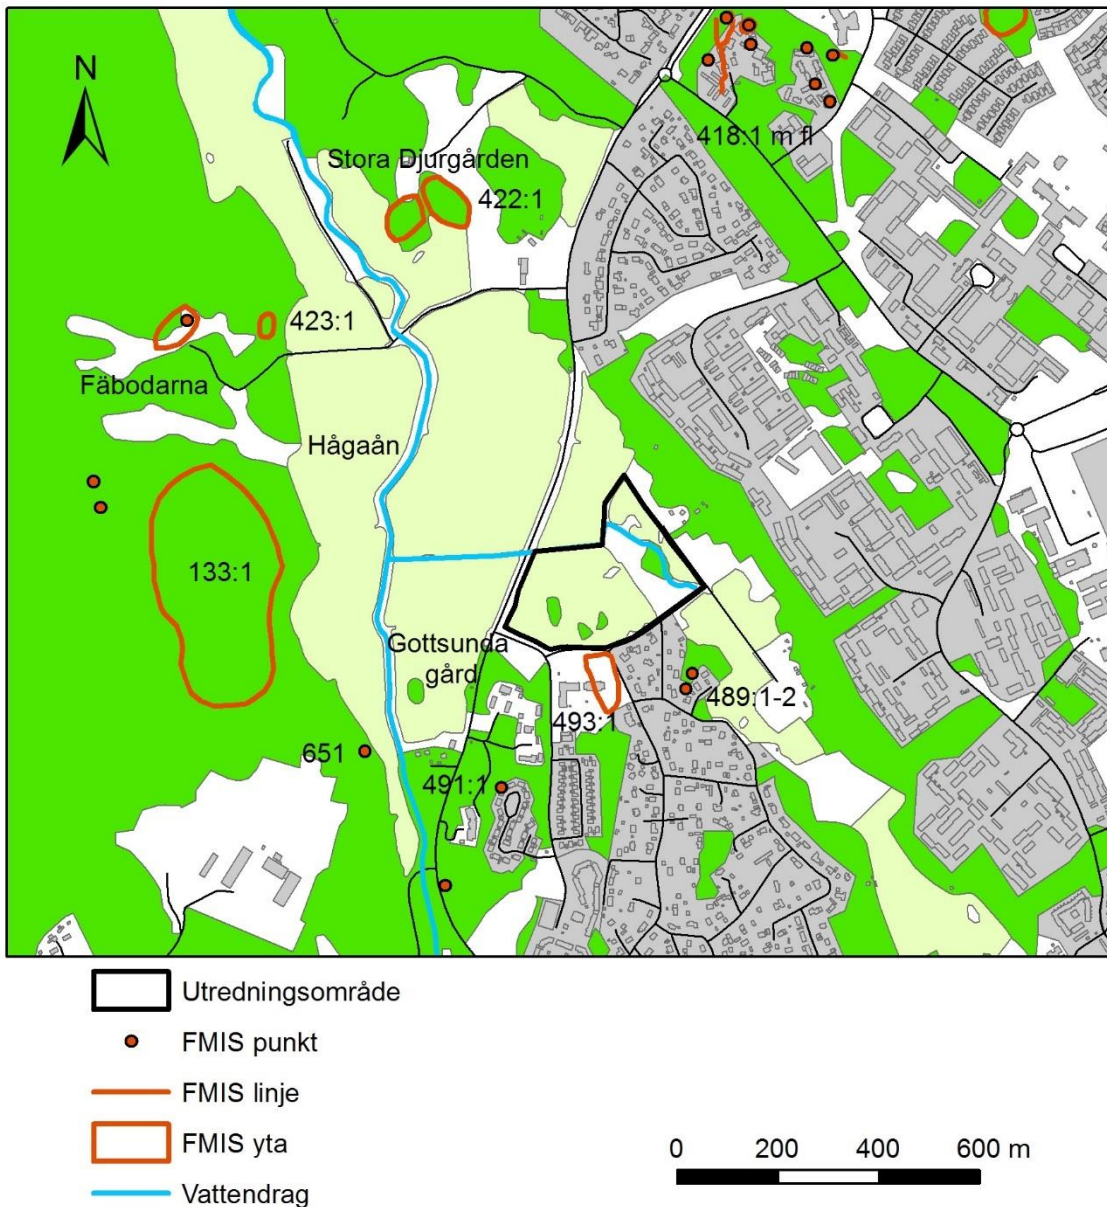 N
418:1 m fl
Stora Djurgården
422:1
423:1
Fäbodarna
Hågaån
133:1
Gottsunda
gård
489:1-2
493:1
651
491:1
Utredningsområde
FMIS punkt
FMIS linje
FMIS yta
Vattendrag
0 200 400 600 m